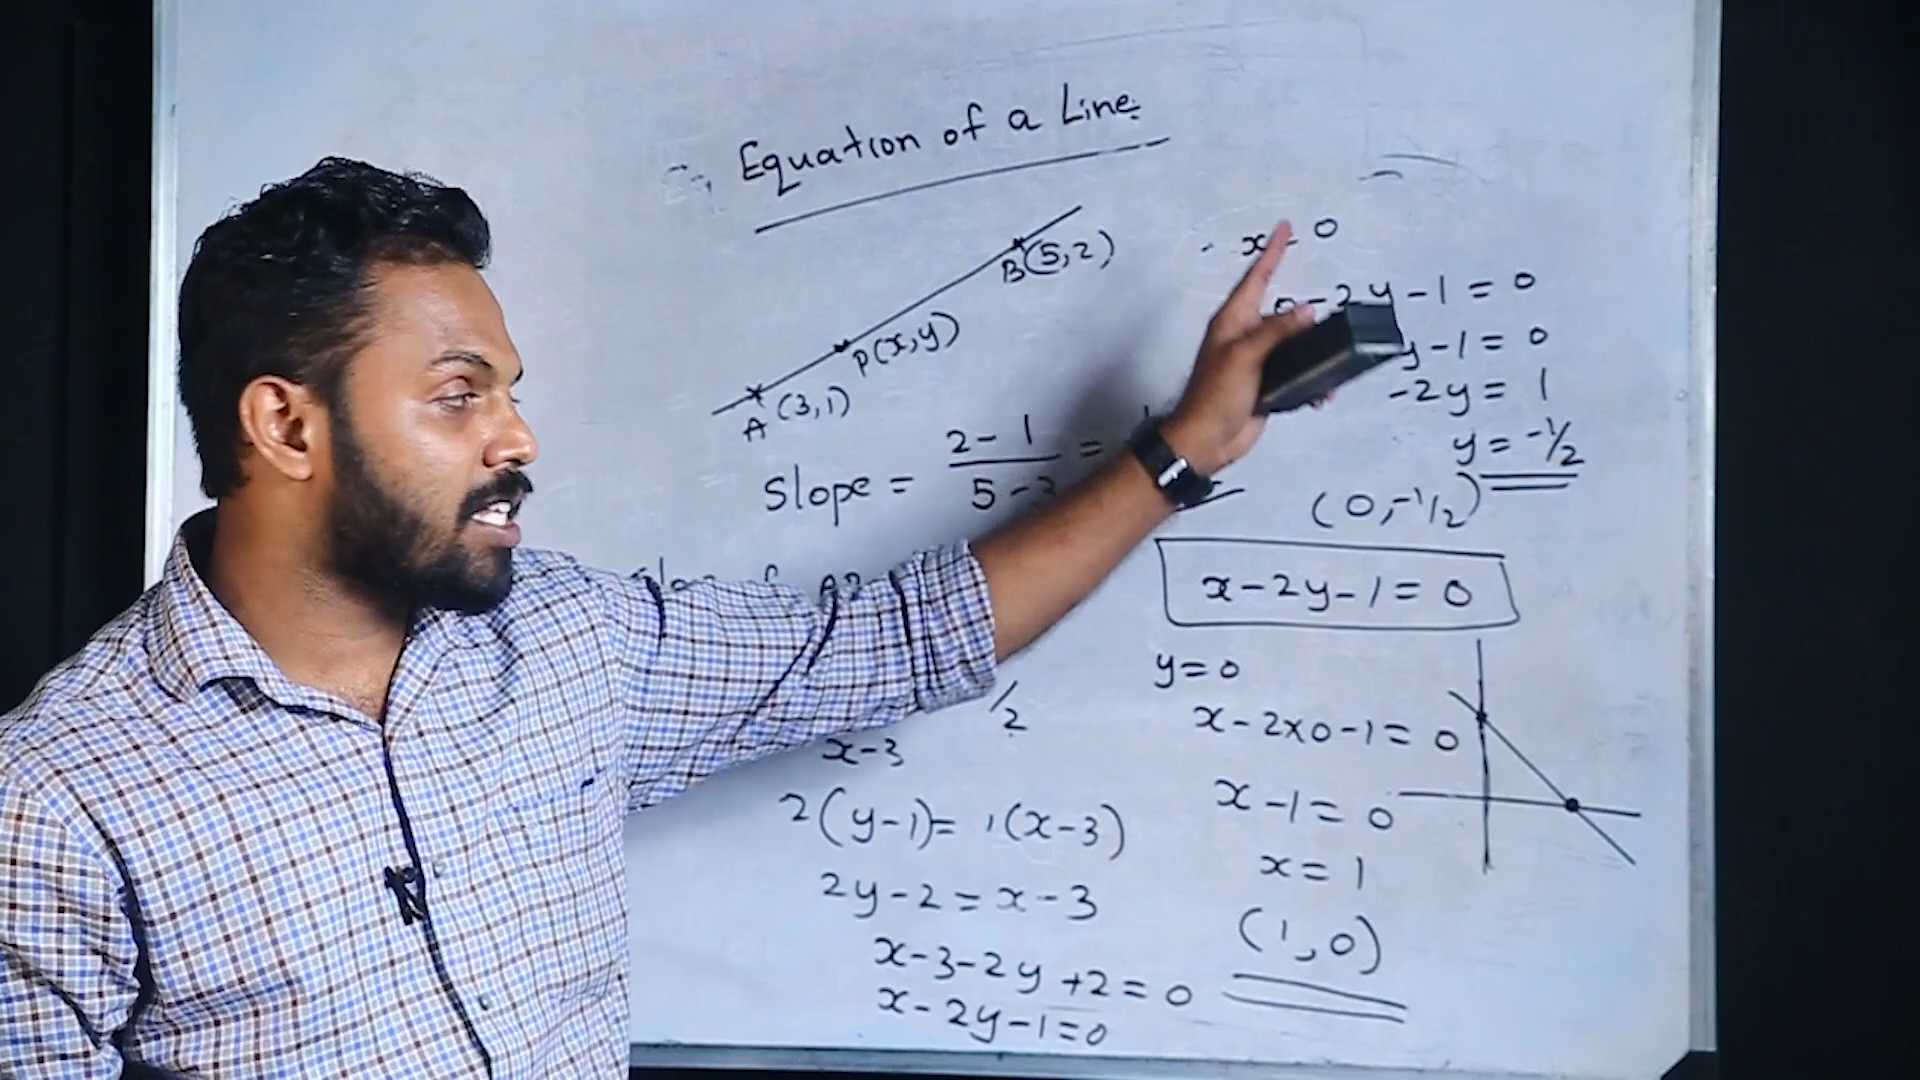 Equation of a Line
B(5,2)
P(x,y)
A (3,1)
Slope = 2-1 / 5-3 =
/2
x-3
2(y-1)= 1(x-3)
2y-2 = x-3
x-3-2y+2=0
x-2y-1=0
x = 0
0-2y-1=0
y-1=0
-2y = 1
y = -1/2
(0,-1/2)
x-2y-1=0
y=0
x-2x0-1=0
x-1=0
x=1
(1,0)